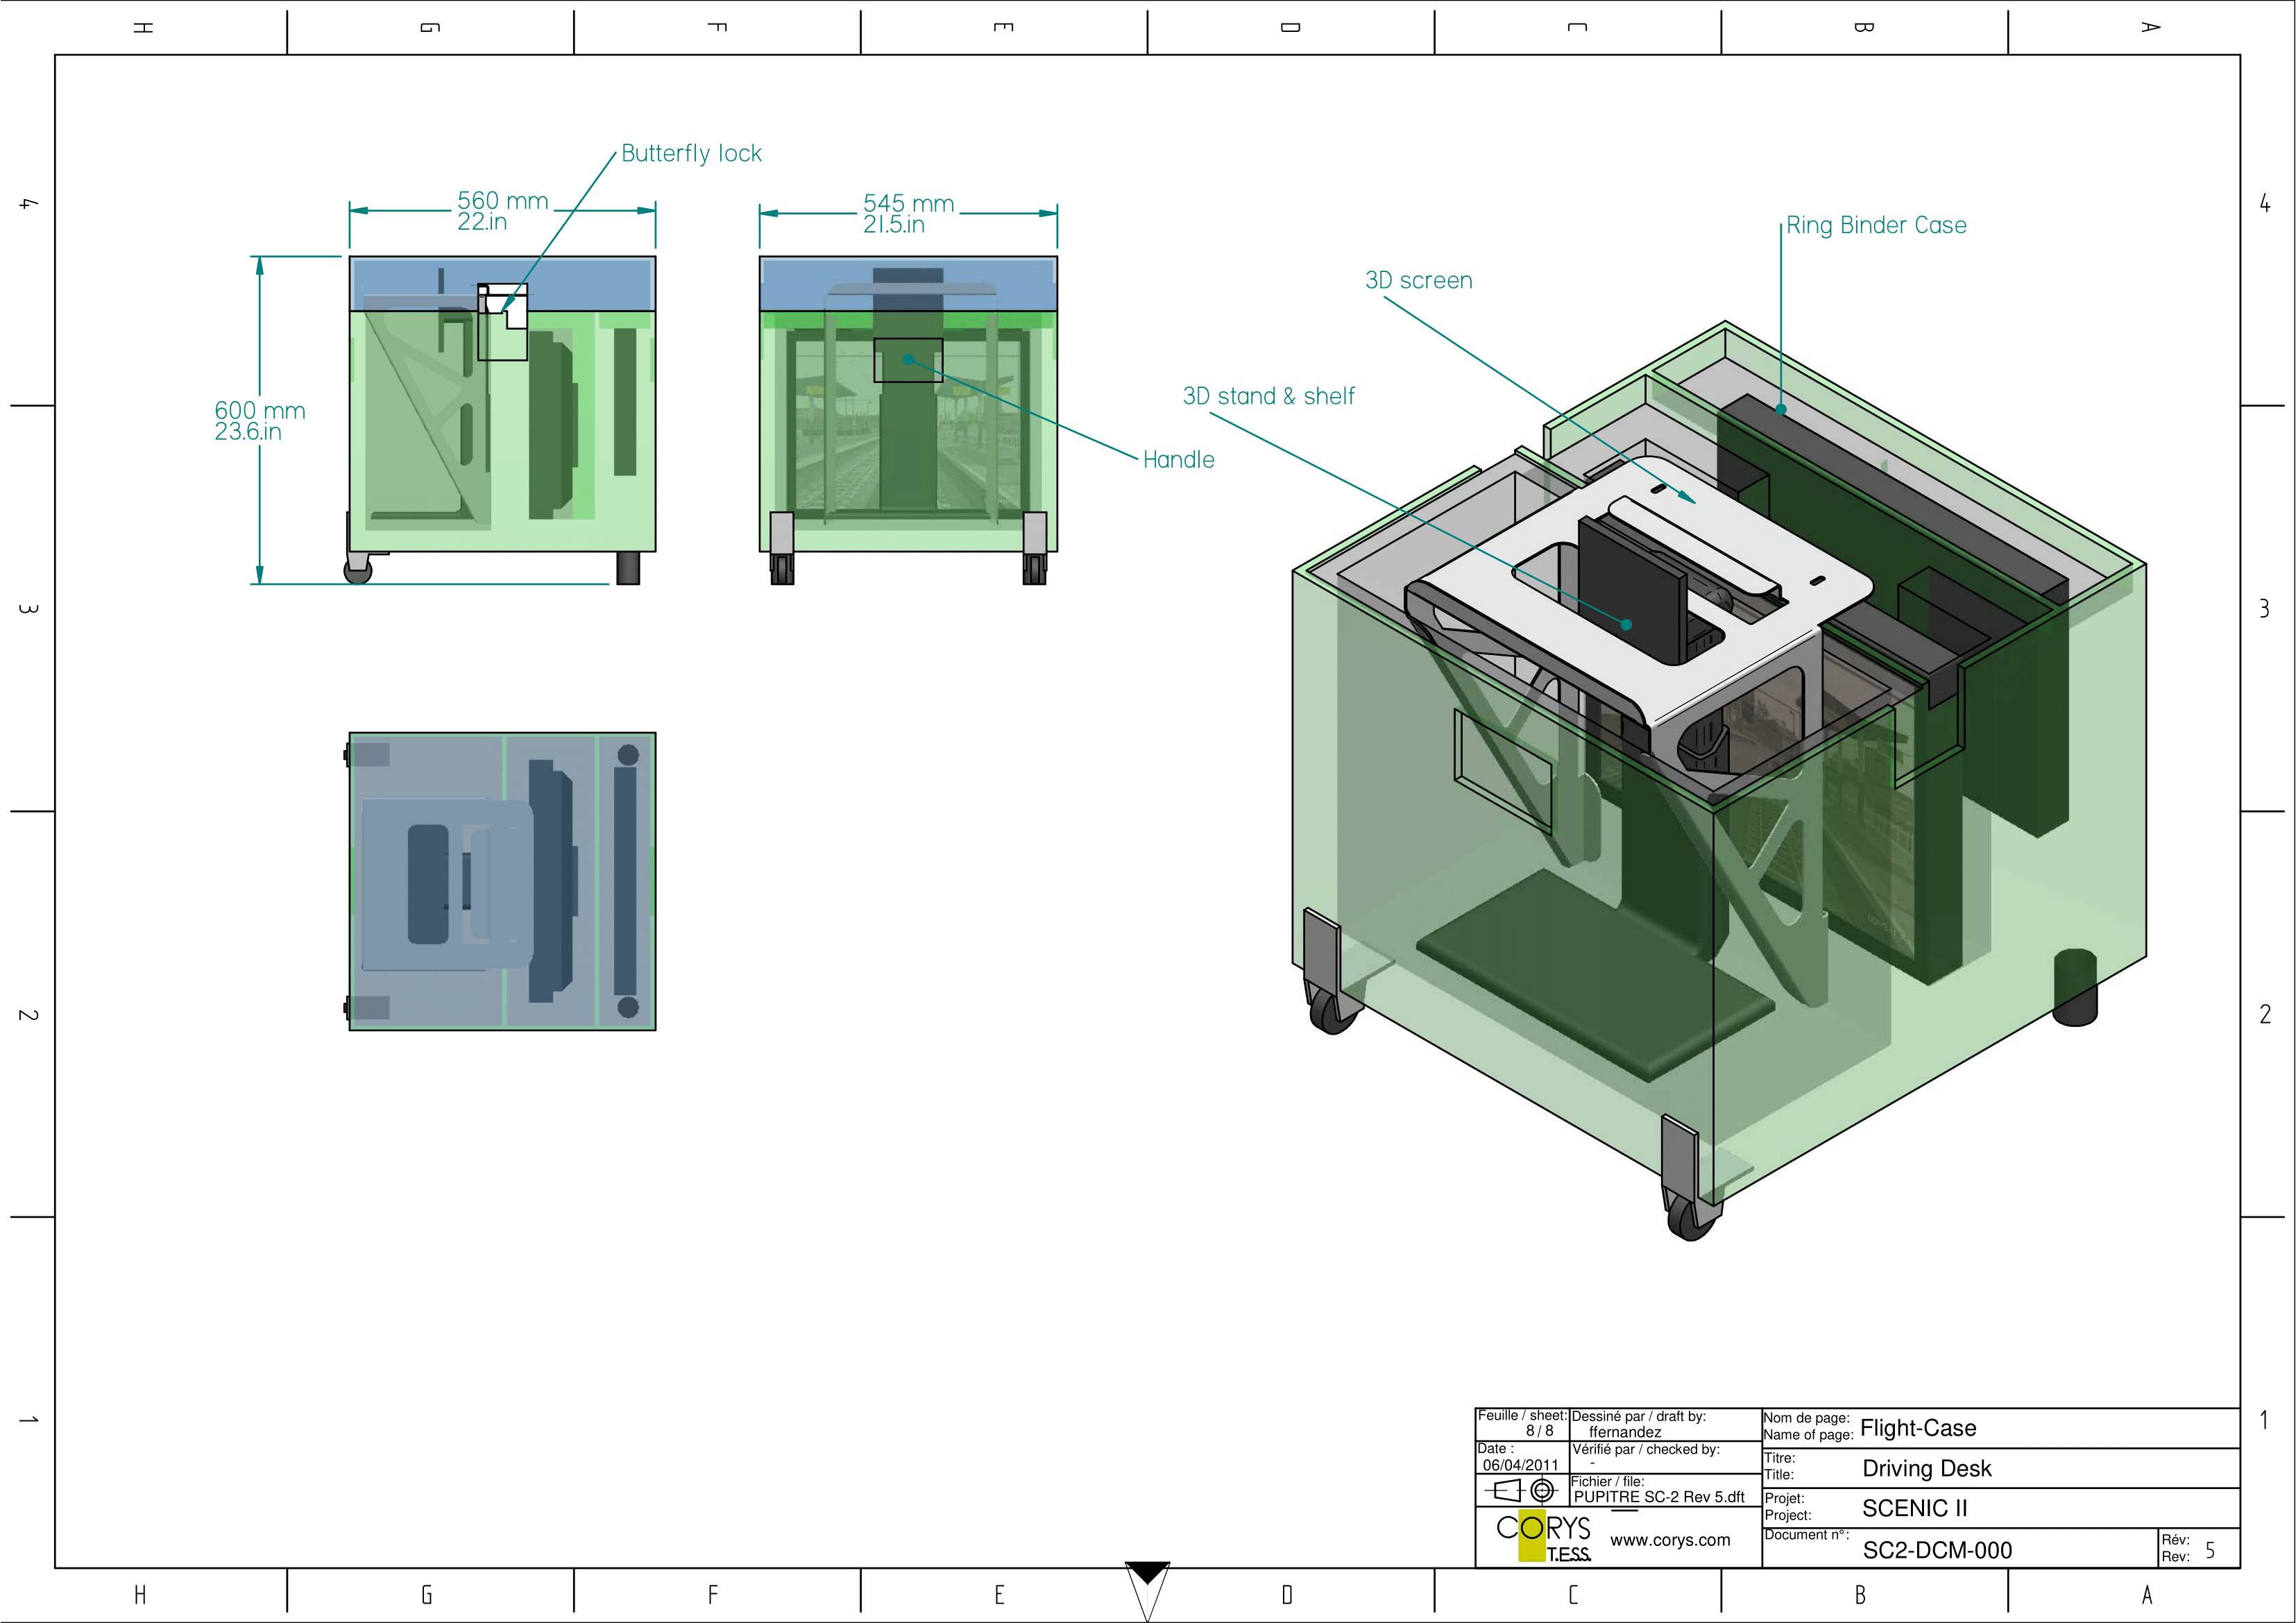 H G F E D C B A
Butterfly lock
4
4
560 mm
22.in
545 mm
21.5.in
Ring Binder Case
3D screen
3D stand & shelf
600 mm
23.6.in
Handle
3
3
2
2
1
1
Feuille / sheet:
8 / 8
Dessiné par / draft by:
ffernandez
Nom de page:
Name of page:
Flight-Case
Date :
06/04/2011
Vérifié par / checked by:
-
Titre:
Title:
Driving Desk
Fichier / file:
PUPITRE SC-2 Rev 5.dft
Projet:
Project:
SCENIC II
CORYS
T.E.S.S.
www.corys.com
Document n°:
SC2-DCM-000
Rév:
Rev:
5
H G F E D C B A